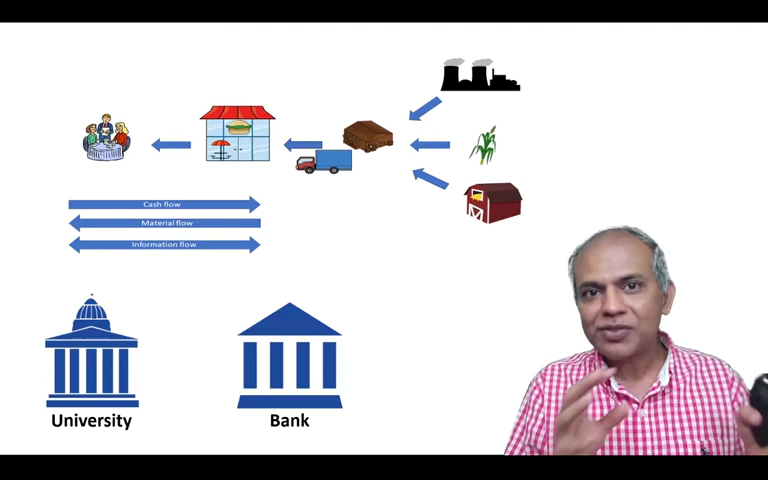 Cash flow
Material flow
Information flow
University
Bank